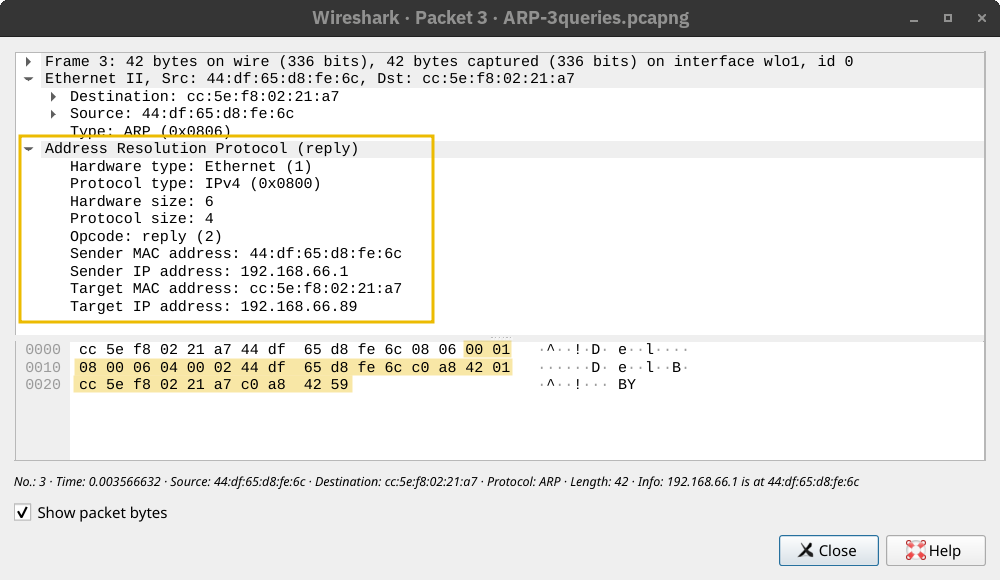 Wireshark · Packet 3 · ARP-3queries.pcapng
Frame 3: 42 bytes on wire (336 bits), 42 bytes captured (336 bits) on interface wlo1, id 0
Ethernet II, Src: 44:df:65:d8:fe:6c, Dst: cc:5e:f8:02:21:a7
Destination: cc:5e:f8:02:21:a7
Source: 44:df:65:d8:fe:6c
Type: ARP (0x0806)
Address Resolution Protocol (reply)
Hardware type: Ethernet (1)
Protocol type: IPv4 (0x0800)
Hardware size: 6
Protocol size: 4
Opcode: reply (2)
Sender MAC address: 44:df:65:d8:fe:6c
Sender IP address: 192.168.66.1
Target MAC address: cc:5e:f8:02:21:a7
Target IP address: 192.168.66.89
0000 cc 5e f8 02 21 a7 44 df 65 d8 fe 6c 08 06 00 01 ·^··!·D· e··l····
0010 08 00 06 04 00 02 44 df 65 d8 fe 6c c0 a8 42 01 ······D· e··l··B·
0020 cc 5e f8 02 21 a7 c0 a8 42 59 ·^··!··· BY
No.: 3 · Time: 0.003566632 · Source: 44:df:65:d8:fe:6c · Destination: cc:5e:f8:02:21:a7 · Protocol: ARP · Length: 42 · Info: 192.168.66.1 is at 44:df:65:d8:fe:6c
Show packet bytes
Close Help